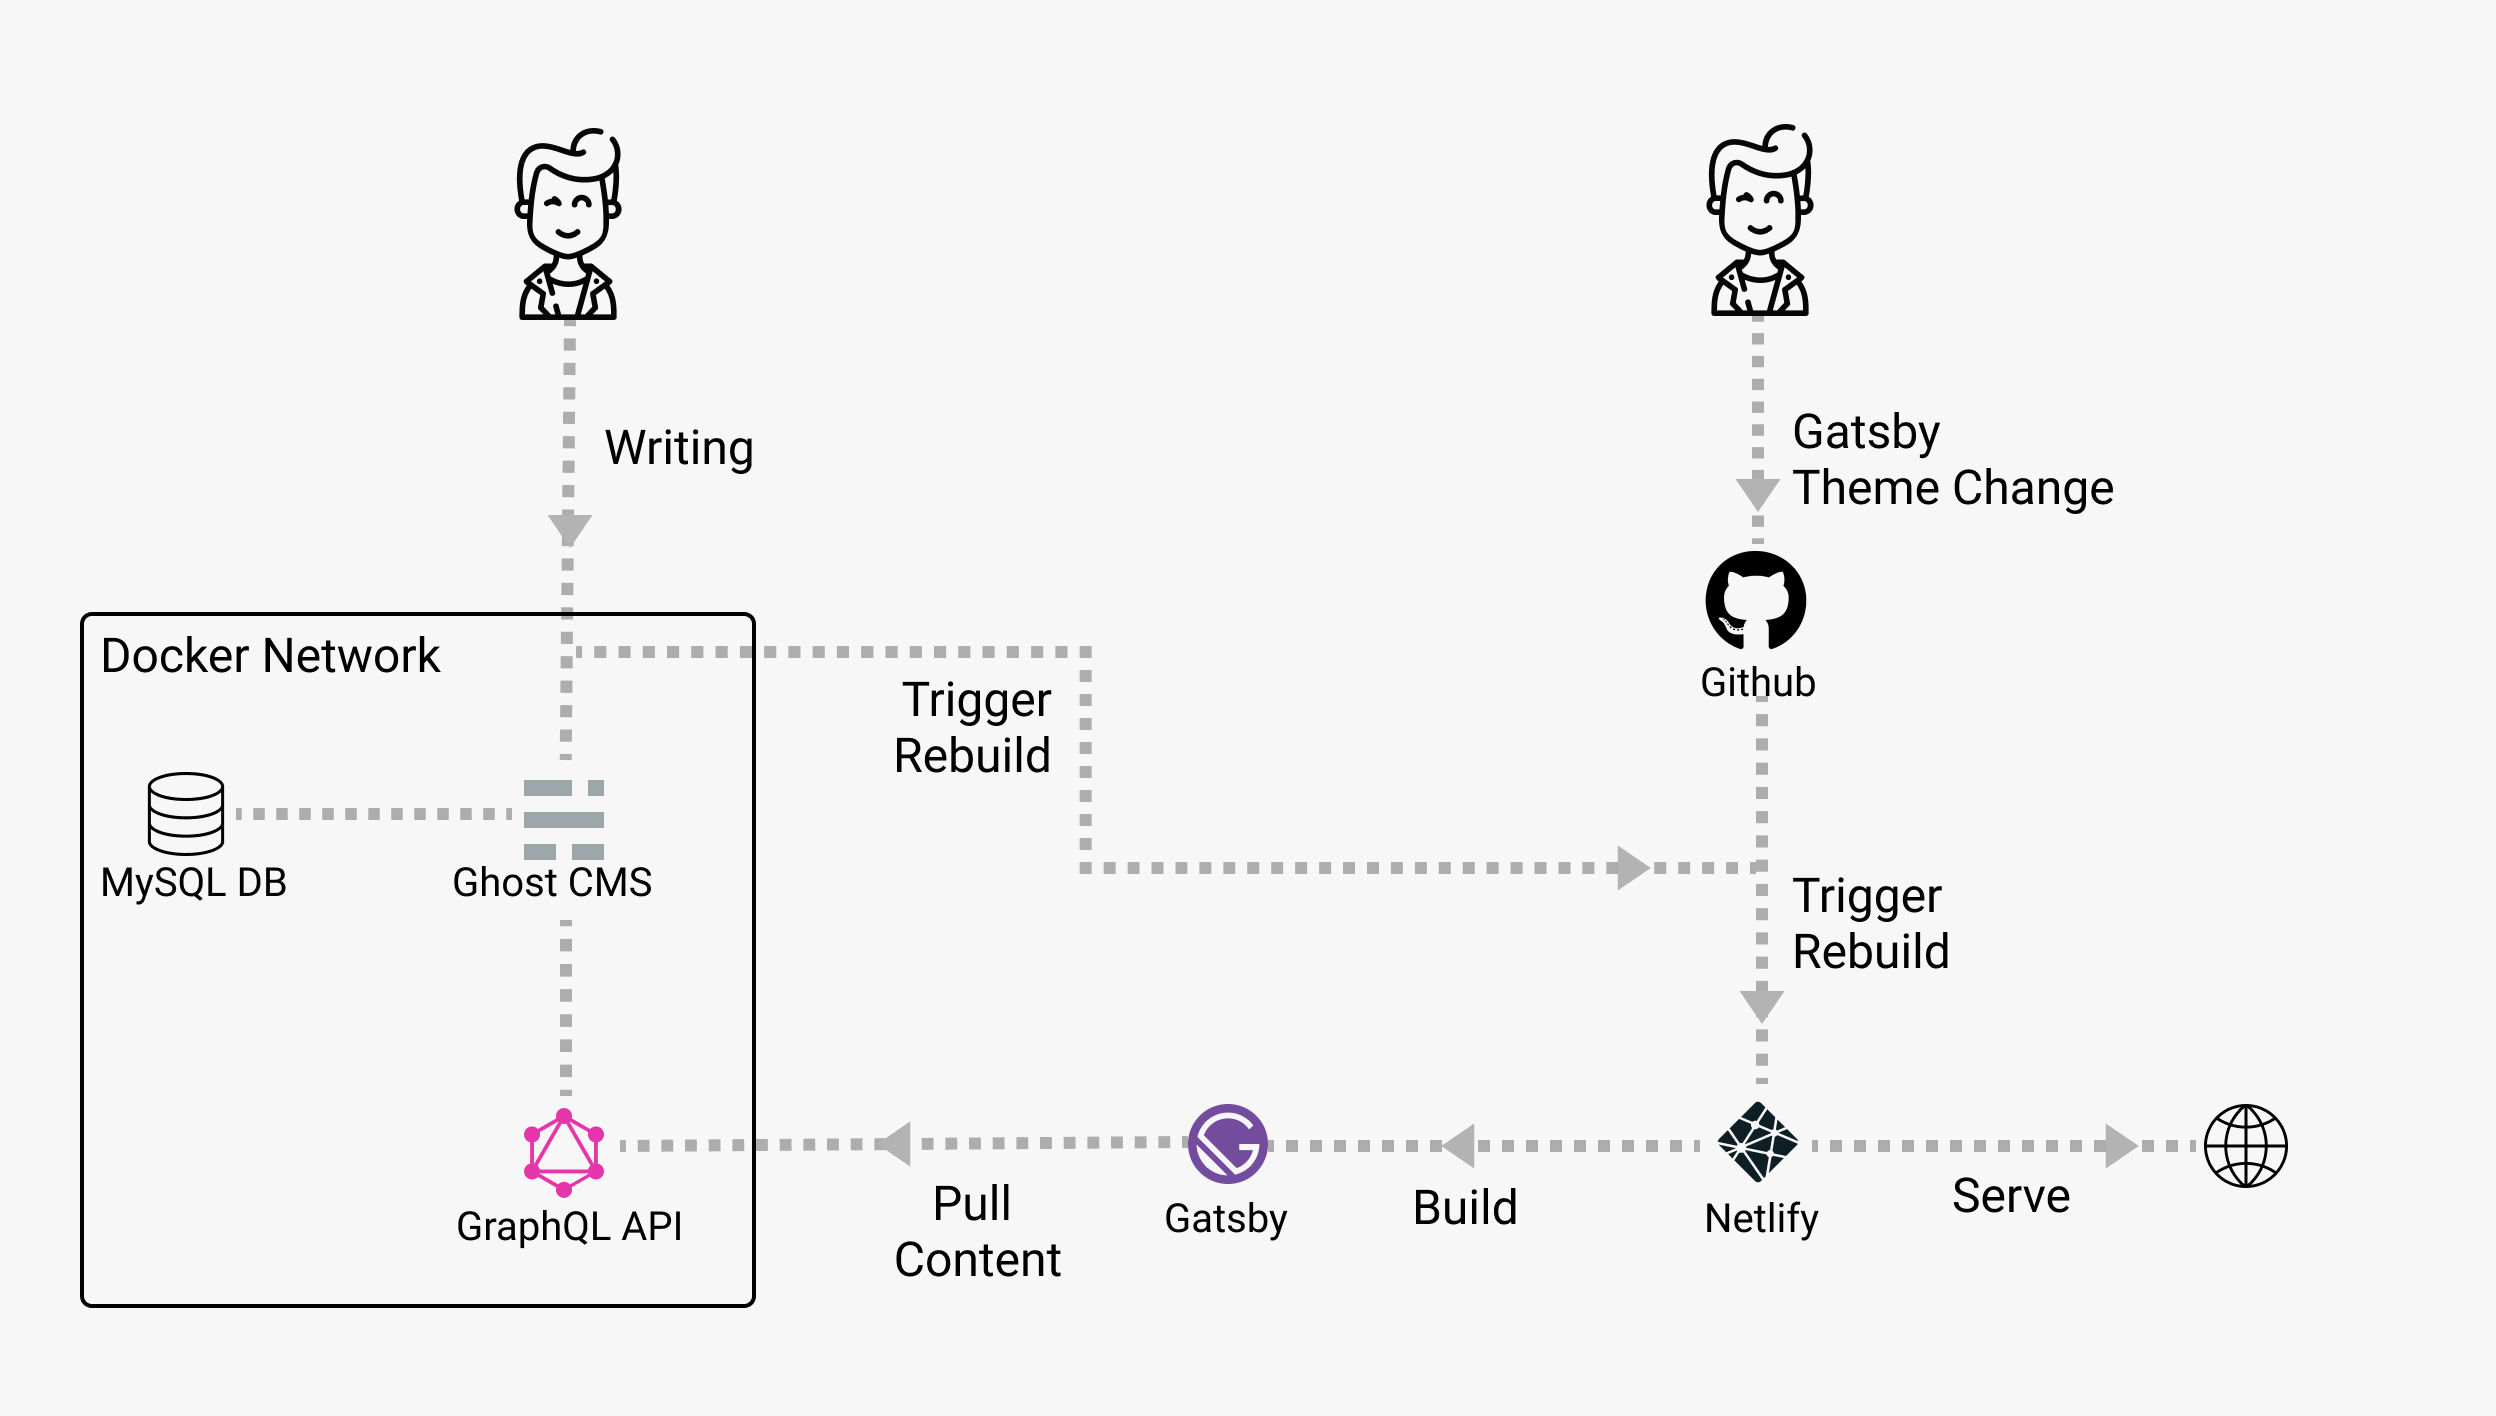 Writing
Gatsby
Theme Change
Docker Network
Trigger
Rebuild
Github
MySQL DB
Ghost CMS
Trigger
Rebuild
GraphQL API
Pull
Content
Gatsby
Build
Netlify
Serve